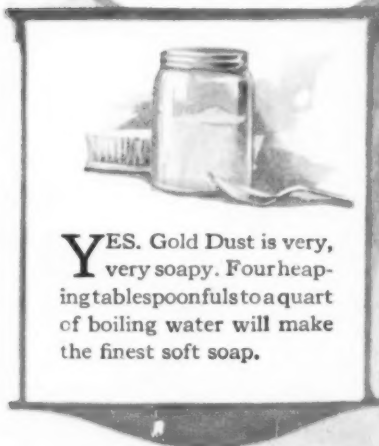 YES. Gold Dust is very,
very soapy. Four heap-
ing tablespoonfuls to a quart
of boiling water will make
the finest soft soap.